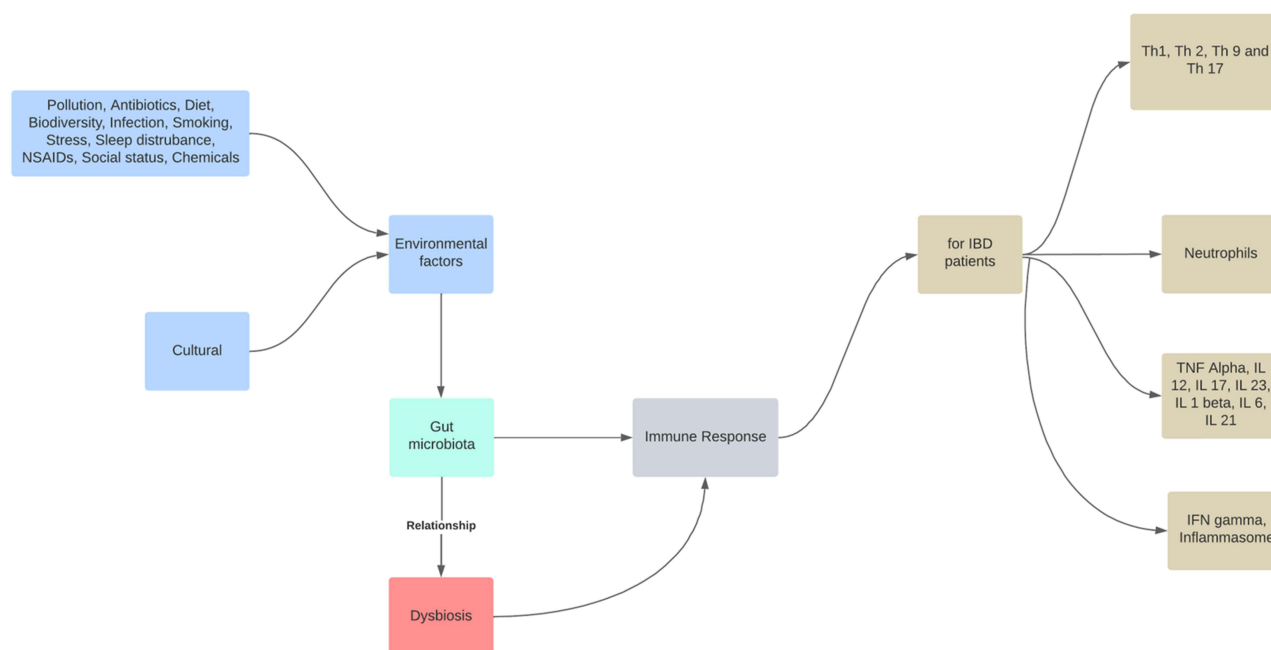 Th1, Th 2, Th 9 and
Th 17
Pollution, Antibiotics, Diet,
Biodiversity, Infection, Smoking,
Stress, Sleep distrubance,
NSAIDs, Social status, Chemicals
Environmental
factors
for IBD
patients
Neutrophils
Cultural
TNF Alpha, IL
12, IL 17, IL 23,
IL 1 beta, IL 6,
IL 21
Gut
microbiota
Immune Response
Relationship
IFN gamma,
Inflammasome
Dysbiosis